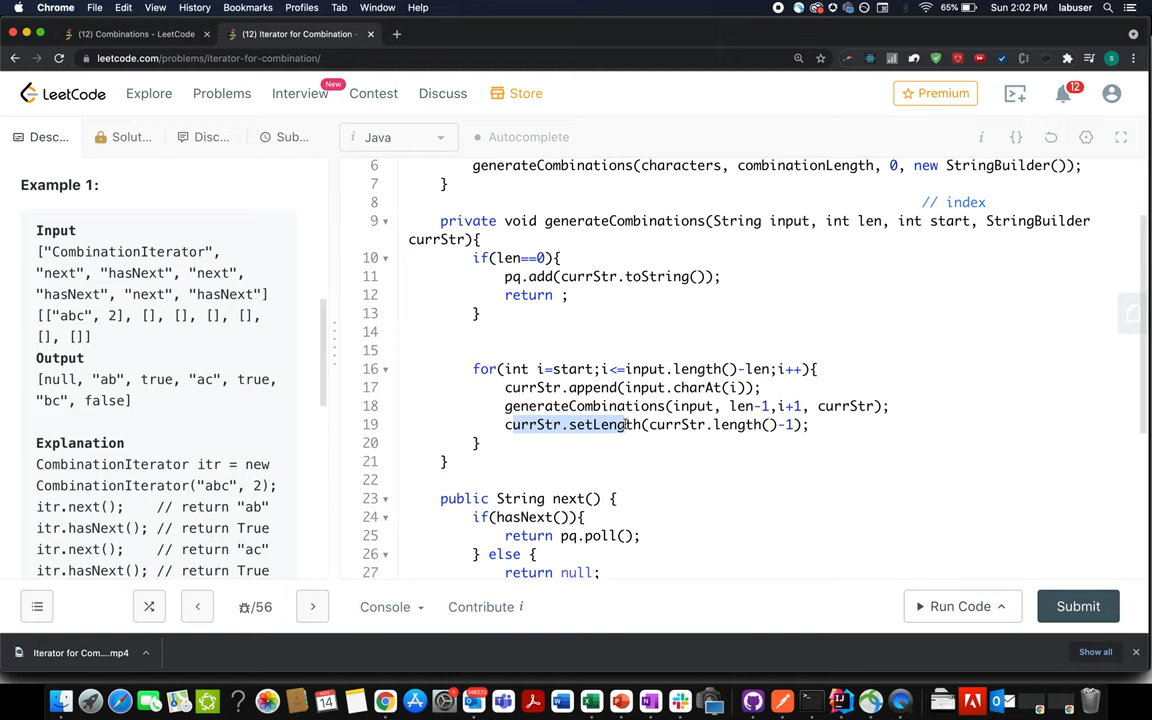 Chrome File Edit View History Bookmarks Profiles Tab Window Help 65% Sun 2:02 PM labuser
(12) Combinations - LeetCode
(12) Iterator for Combination -
leetcode.com/problems/iterator-for-combination/
LeetCode Explore Problems Interview New Contest Discuss Store Premium 12
Desc... Solut... Disc... Sub... i Java Autocomplete
Example 1:
Input
["CombinationIterator",
"next", "hasNext", "next",
"hasNext", "next", "hasNext"]
[["abc", 2], [], [], [], [],
[], []]
Output
[null, "ab", true, "ac", true,
"bc", false]
Explanation
CombinationIterator itr = new
CombinationIterator("abc", 2);
itr.next();    // return "ab"
itr.hasNext(); // return True
itr.next();    // return "ac"
itr.hasNext(); // return True
6 generateCombinations(characters, combinationLength, 0, new StringBuilder());
7 }
8 // index
9 private void generateCombinations(String input, int len, int start, StringBuilder
currStr){
10 if(len==0){
11 pq.add(currStr.toString());
12 return ;
13 }
14
15
16 for(int i=start;i<=input.length()-len;i++){
17 currStr.append(input.charAt(i));
18 generateCombinations(input, len-1,i+1, currStr);
19 currStr.setLength(currStr.length()-1);
20 }
21 }
22
23 public String next() {
24 if(hasNext()){
25 return pq.poll();
26 } else {
27 return null;
/56 Console Contribute i Run Code Submit
Iterator for Com....mp4 Show all